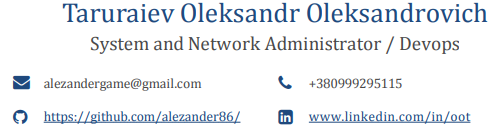 Taruraiev Oleksandr Oleksandrovich
System and Network Administrator / Devops
alezandergame@gmail.com +380999295115
https://github.com/alezander86/ www.linkedin.com/in/oot